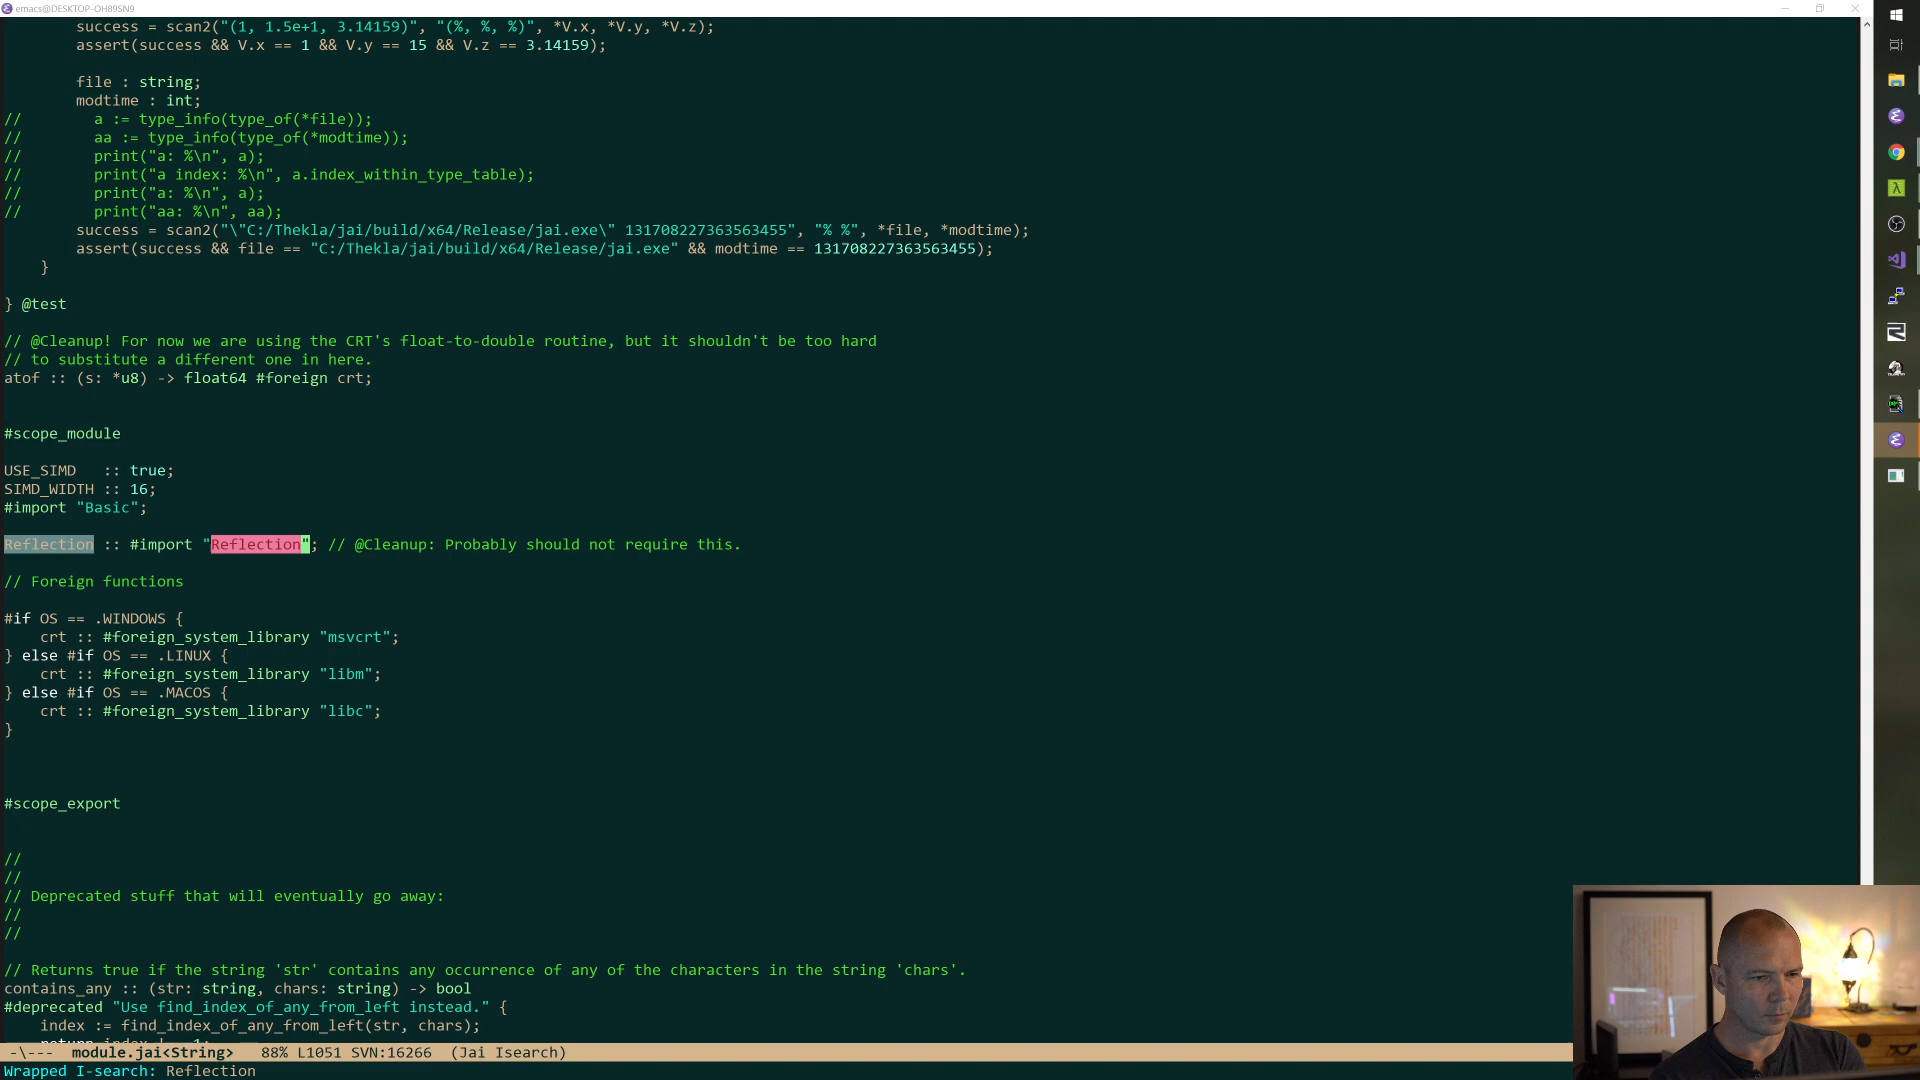 emacs@DESKTOP-OH89SN9
success = scan2("(1, 1.5e+1, 3.14159)", "(%, %, %)", *V.x, *V.y, *V.z);
assert(success && V.x == 1 && V.y == 15 && V.z == 3.14159);
file : string;
modtime : int;
//        a := type_info(type_of(*file));
//        aa := type_info(type_of(*modtime));
//        print("a: %\n", a);
//        print("a index: %\n", a.index_within_type_table);
//        print("a: %\n", a);
//        print("aa: %\n", aa);
success = scan2("\"C:/Thekla/jai/build/x64/Release/jai.exe\" 131708227363563455", "% %", *file, *modtime);
assert(success && file == "C:/Thekla/jai/build/x64/Release/jai.exe" && modtime == 131708227363563455);
}
} @test
// @Cleanup! For now we are using the CRT's float-to-double routine, but it shouldn't be too hard
// to substitute a different one in here.
atof :: (s: *u8) -> float64 #foreign crt;
#scope_module
USE_SIMD   :: true;
SIMD_WIDTH :: 16;
#import "Basic";
Reflection :: #import "Reflection"; // @Cleanup: Probably should not require this.
// Foreign functions
#if OS == .WINDOWS {
crt :: #foreign_system_library "msvcrt";
} else #if OS == .LINUX {
crt :: #foreign_system_library "libm";
} else #if OS == .MACOS {
crt :: #foreign_system_library "libc";
}
#scope_export
//
//
// Deprecated stuff that will eventually go away:
//
//
// Returns true if the string 'str' contains any occurrence of any of the characters in the string 'chars'.
contains_any :: (str: string, chars: string) -> bool
#deprecated "Use find_index_of_any_from_left instead." {
index := find_index_of_any_from_left(str, chars);
-\---  module.jai<String>   88% L1051 SVN:16266  (Jai Isearch)
Wrapped I-search: Reflection